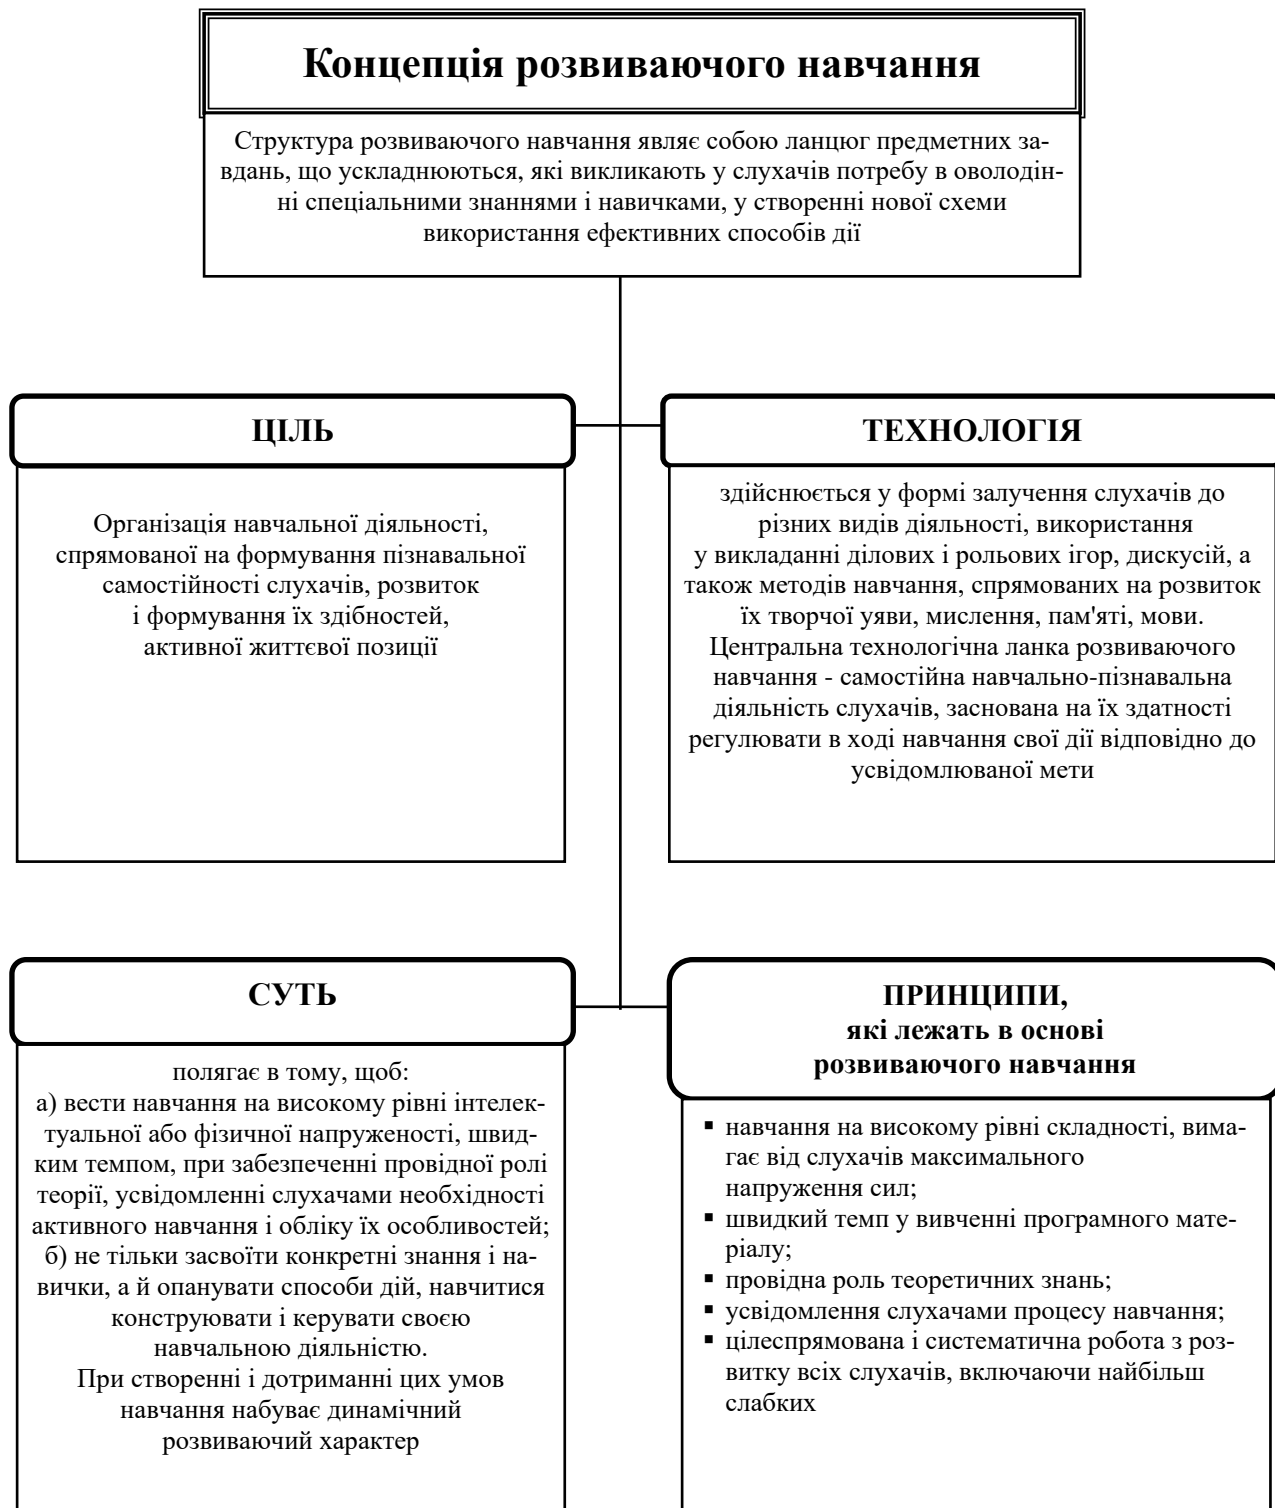 Концепція розвиваючого навчання
Структура розвиваючого навчання являє собою ланцюг предметних за-
вдань, що ускладнюються, які викликають у слухачів потребу в оволодін-
ні спеціальними знаннями і навичками, у створенні нової схеми
використання ефективних способів дії
ЦІЛЬ
Організація навчальної діяльності,
спрямованої на формування пізнавальної
самостійності слухачів, розвиток
і формування їх здібностей,
активної життєвої позиції
ТЕХНОЛОГІЯ
здійснюється у формі залучення слухачів до
різних видів діяльності, використання
у викладанні ділових і рольових ігор, дискусій, а
також методів навчання, спрямованих на розвиток
їх творчої уяви, мислення, пам'яті, мови.
Центральна технологічна ланка розвиваючого
навчання - самостійна навчально-пізнавальна
діяльність слухачів, заснована на їх здатності
регулювати в ході навчання свої дії відповідно до
усвідомлюваної мети
СУТЬ
полягає в тому, щоб:
а) вести навчання на високому рівні інтелек-
туальної або фізичної напруженості, швид-
ким темпом, при забезпеченні провідної ролі
теорії, усвідомленні слухачами необхідності
активного навчання і обліку їх особливостей;
б) не тільки засвоїти конкретні знання і на-
вички, а й опанувати способи дій, навчитися
конструювати і керувати своєю
навчальною діяльністю.
При створенні і дотриманні цих умов
навчання набуває динамічний
розвиваючий характер
ПРИНЦИПИ,
які лежать в основі
розвиваючого навчання
▪ навчання на високому рівні складності, вима-
гає від слухачів максимального
напруження сил;
▪ швидкий темп у вивченні програмного мате-
ріалу;
▪ провідна роль теоретичних знань;
▪ усвідомлення слухачами процесу навчання;
▪ цілеспрямована і систематична робота з роз-
витку всіх слухачів, включаючи найбільш
слабких